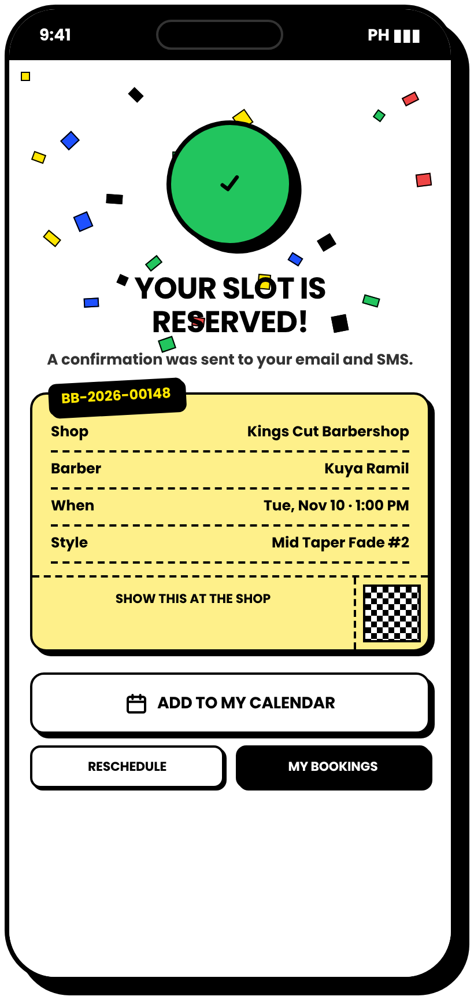 9:41 PH
YOUR SLOT IS
RESERVED!
A confirmation was sent to your email and SMS.
BB-2026-00148
Shop Kings Cut Barbershop
Barber Kuya Ramil
When Tue, Nov 10 · 1:00 PM
Style Mid Taper Fade #2
SHOW THIS AT THE SHOP
ADD TO MY CALENDAR
RESCHEDULE MY BOOKINGS